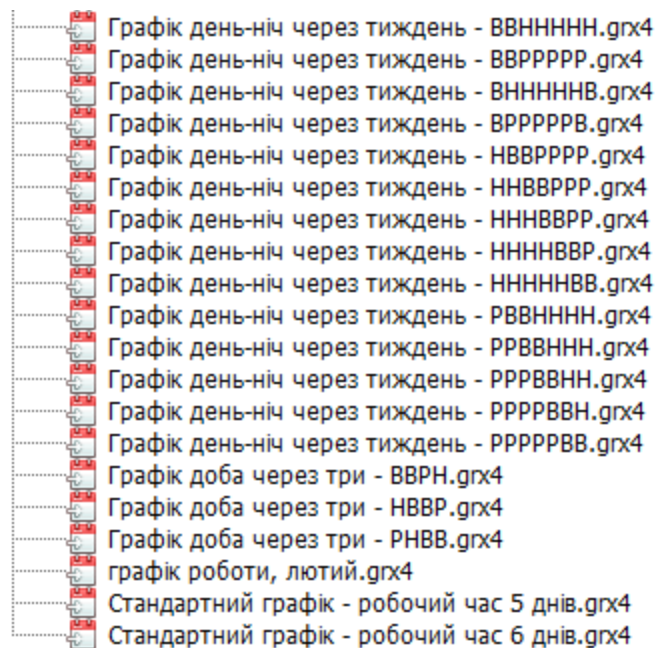 Графік день-ніч через тиждень - ВВННННН.grx4
Графік день-ніч через тиждень - ВВРРРРР.grx4
Графік день-ніч через тиждень - ВННННННВ.grx4
Графік день-ніч через тиждень - ВРРРРРВ.grx4
Графік день-ніч через тиждень - НВВРРРР.grx4
Графік день-ніч через тиждень - ННВВРРР.grx4
Графік день-ніч через тиждень - НННВВРР.grx4
Графік день-ніч через тиждень - ННННВВР.grx4
Графік день-ніч через тиждень - НННННВВ.grx4
Графік день-ніч через тиждень - РВВНННН.grx4
Графік день-ніч через тиждень - РРВВННН.grx4
Графік день-ніч через тиждень - РРРВВНН.grx4
Графік день-ніч через тиждень - РРРРВВН.grx4
Графік день-ніч через тиждень - РРРРРВВ.grx4
Графік доба через три - ВВРН.grx4
Графік доба через три - НВВР.grx4
Графік доба через три - РНВВ.grx4
графік роботи, лютий.grx4
Стандартний графік - робочий час 5 днів.grx4
Стандартний графік - робочий час 6 днів.grx4